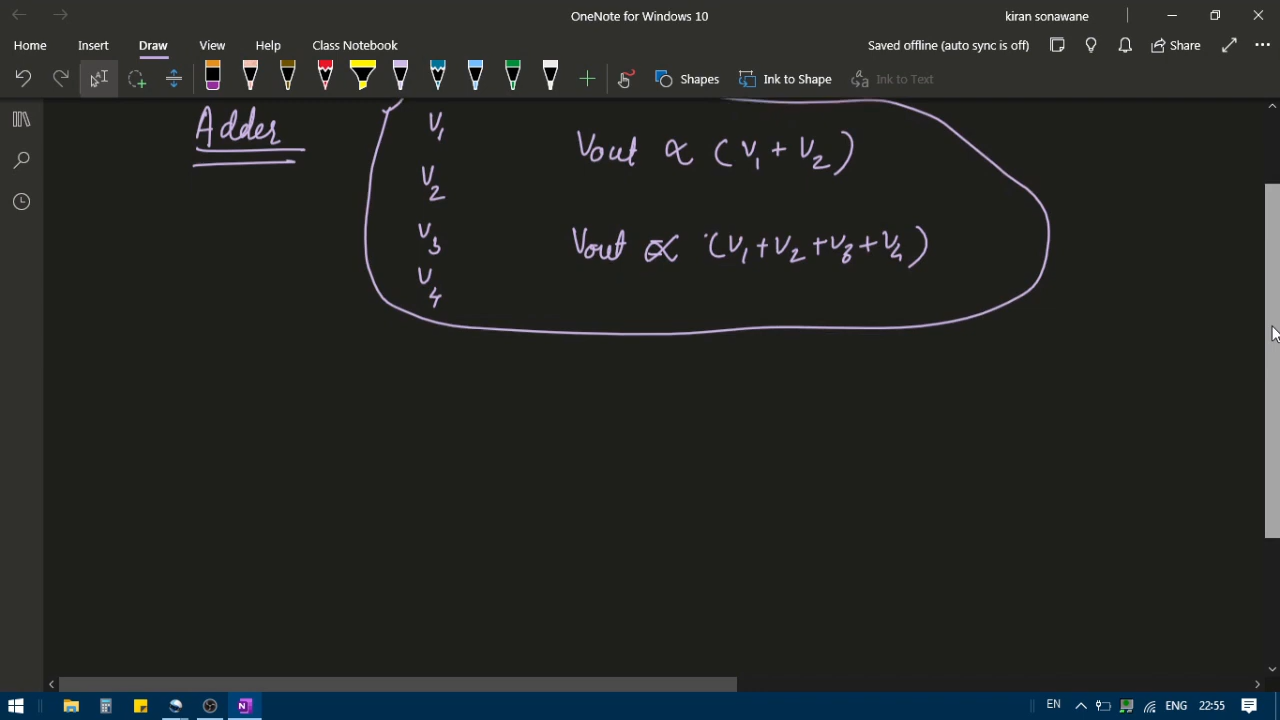 OneNote for Windows 10
kiran sonawane
Home
Insert
Draw
View
Help
Class Notebook
Saved offline (auto sync is off)
Share
Shapes
Ink to Shape
Ink to Text
Adder
V1
V2
V3
V4
Vout ∝ (V1 + V2)
Vout ∝ (V1 + V2 + V3 + V4)
EN
ENG
22:55